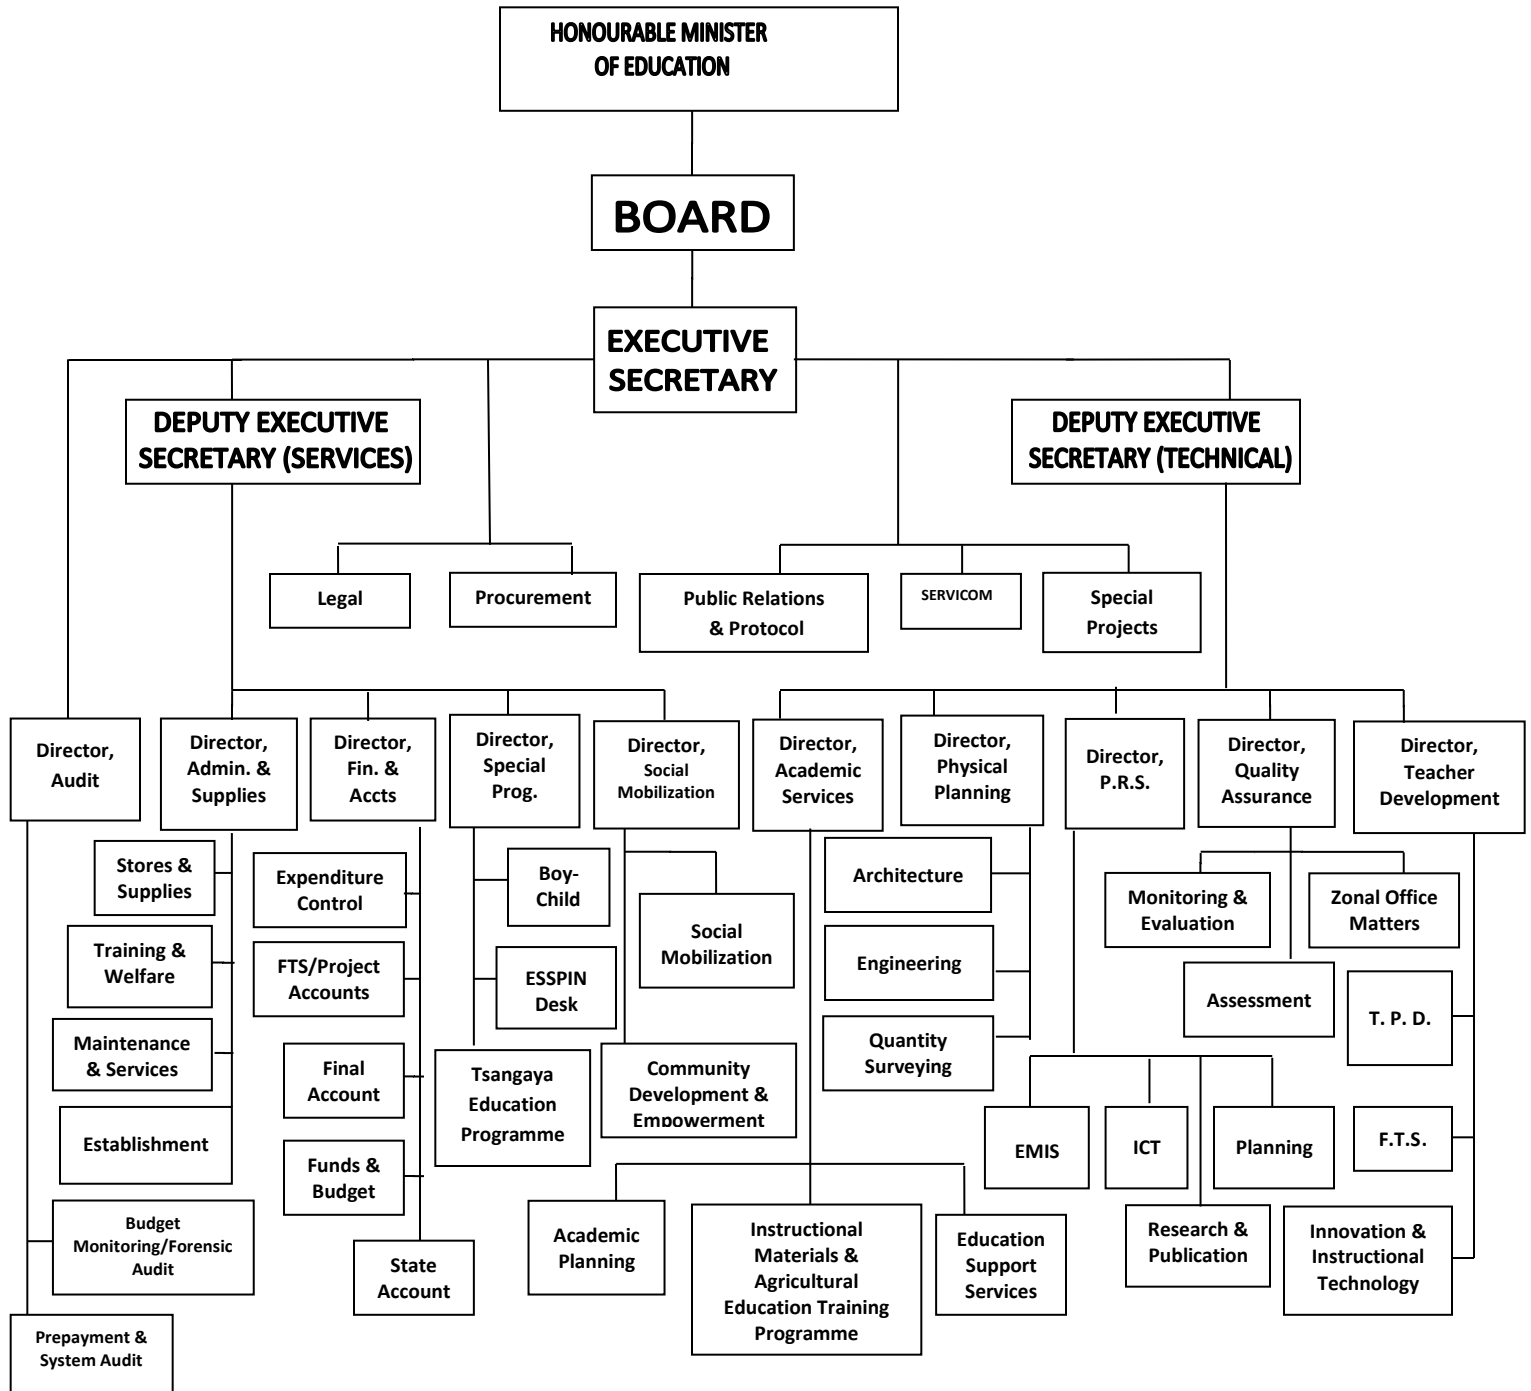 HONOURABLE MINISTER
OF EDUCATION
BOARD
EXECUTIVE
SECRETARY
DEPUTY EXECUTIVE
SECRETARY (SERVICES)
DEPUTY EXECUTIVE
SECRETARY (TECHNICAL)
Legal
Procurement
Public Relations
& Protocol
SERVICOM
Special
Projects
Director,
Audit
Director,
Admin. &
Supplies
Director,
Fin. &
Accts
Director,
Special
Prog.
Director,
Social
Mobilization
Director,
Academic
Services
Director,
Physical
Planning
Director,
P.R.S.
Director,
Quality
Assurance
Director,
Teacher
Development
Stores &
Supplies
Training &
Welfare
Maintenance
& Services
Establishment
Budget
Monitoring/Forensic
Audit
Prepayment &
System Audit
Expenditure
Control
FTS/Project
Accounts
Final
Account
Funds &
Budget
State
Account
Boy-
Child
ESSPIN
Desk
Tsangaya
Education
Programme
Social
Mobilization
Community
Development &
Empowerment
Academic
Planning
Instructional
Materials &
Agricultural
Education Training
Programme
Education
Support
Services
Architecture
Engineering
Quantity
Surveying
EMIS
ICT
Research &
Publication
Planning
Monitoring &
Evaluation
Zonal Office
Matters
Assessment
T. P. D.
F.T.S.
Innovation &
Instructional
Technology